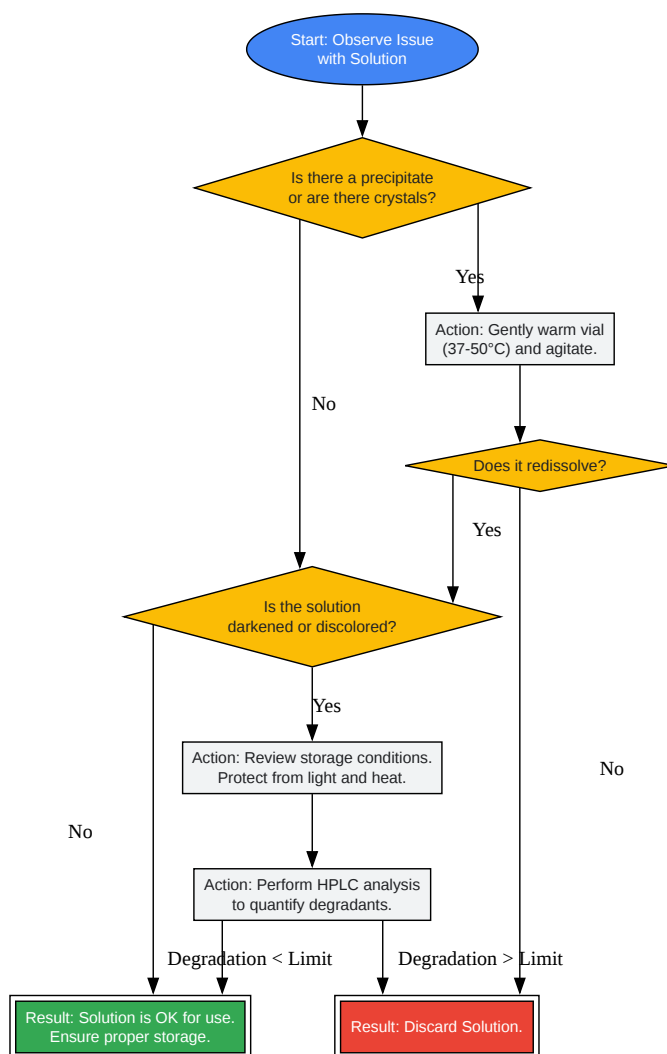 Start: Observe Issue
with Solution
Is there a precipitate
or are there crystals?
Yes
Action: Gently warm vial
(37-50°C) and agitate.
No
Does it redissolve?
Yes
Is the solution
darkened or discolored?
Yes
Action: Review storage conditions.
Protect from light and heat.
No
No
Action: Perform HPLC analysis
to quantify degradants.
Degradation < Limit
Degradation > Limit
Result: Solution is OK for use.
Ensure proper storage.
Result: Discard Solution.